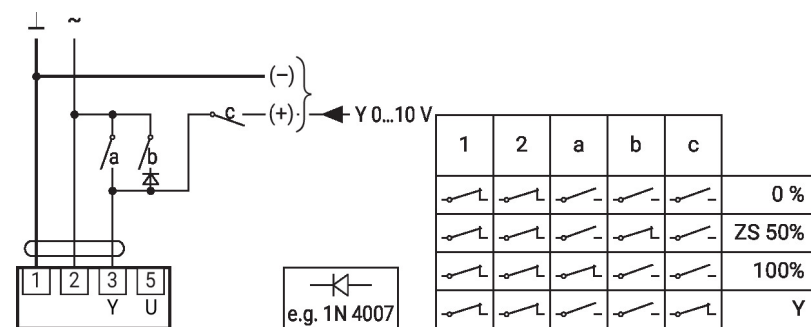 ⊥ ~
(−)
c (+) Y 0...10 V
a b
1 2 3 5
Y U
e.g. 1N 4007
1 2 a b c
0 %
ZS 50%
100%
Y